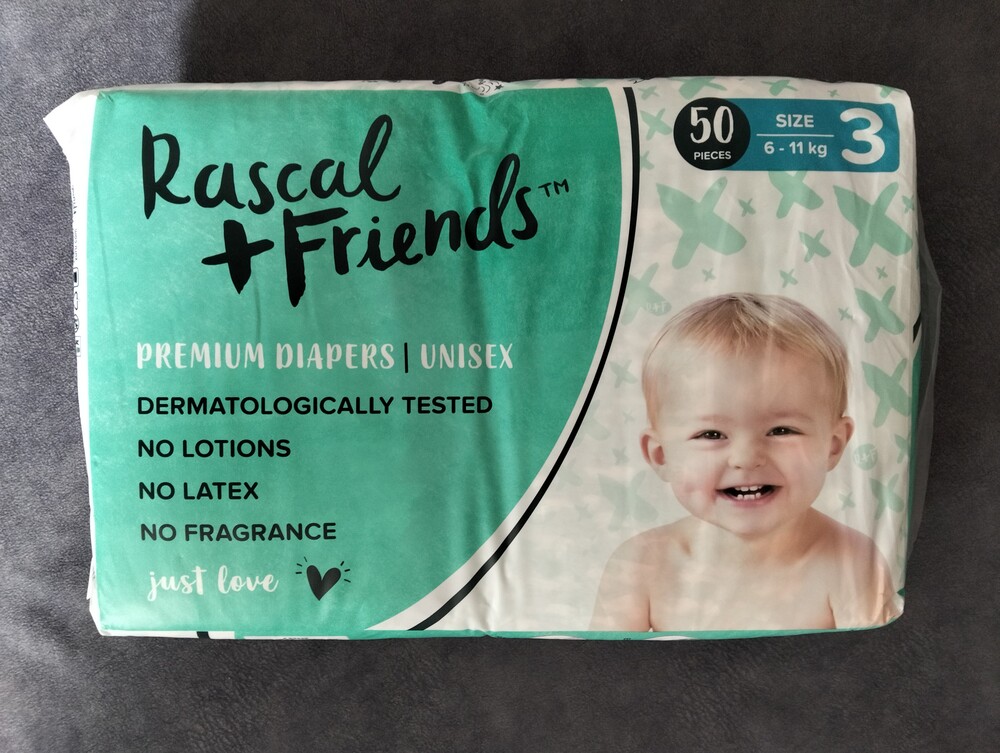 Rascal
+Friends™
PREMIUM DIAPERS | UNISEX
DERMATOLOGICALLY TESTED
NO LOTIONS
NO LATEX
NO FRAGRANCE
just love
50
PIECES
SIZE
6 - 11 kg
3